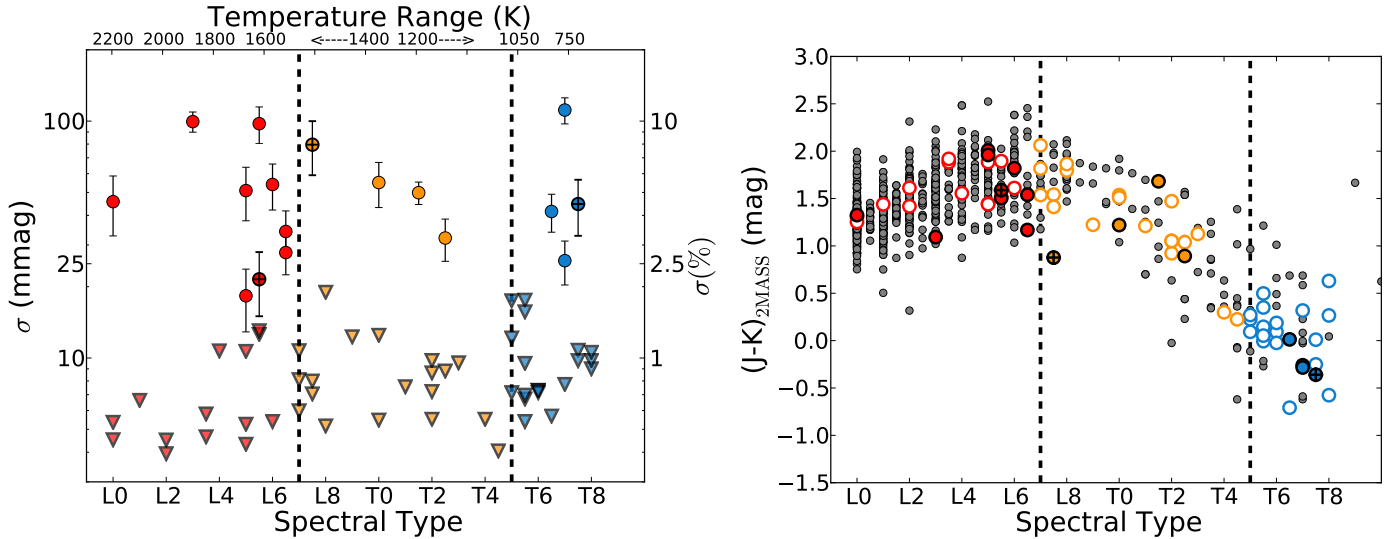 Temperature Range (K)
2200 2000 1800 1600 <-----1400 1200----> 1050 750
100
25
10
σ (mmag)
10
2.5
1
σ(%)
L0 L2 L4 L6 L8 T0 T2 T4 T6 T8
Spectral Type
3.0
2.5
2.0
1.5
1.0
0.5
0.0
−0.5
−1.0
−1.5
(J-K)2MASS (mag)
L0 L2 L4 L6 L8 T0 T2 T4 T6 T8
Spectral Type